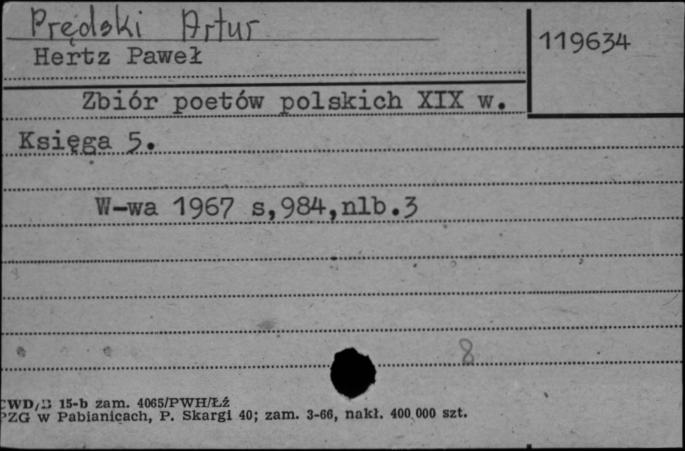 Prędski Artur
119634
Hertz Paweł
Zbiór poetów polskich XIX w.
Księga 5.
W-wa 1967 s,984,nlb.3
8
CWD/B 15-b zam. 4065/PWH/Łź
PZG w Pabianicach, P. Skargi 40; zam. 3-66, nakł. 400 000 szt.